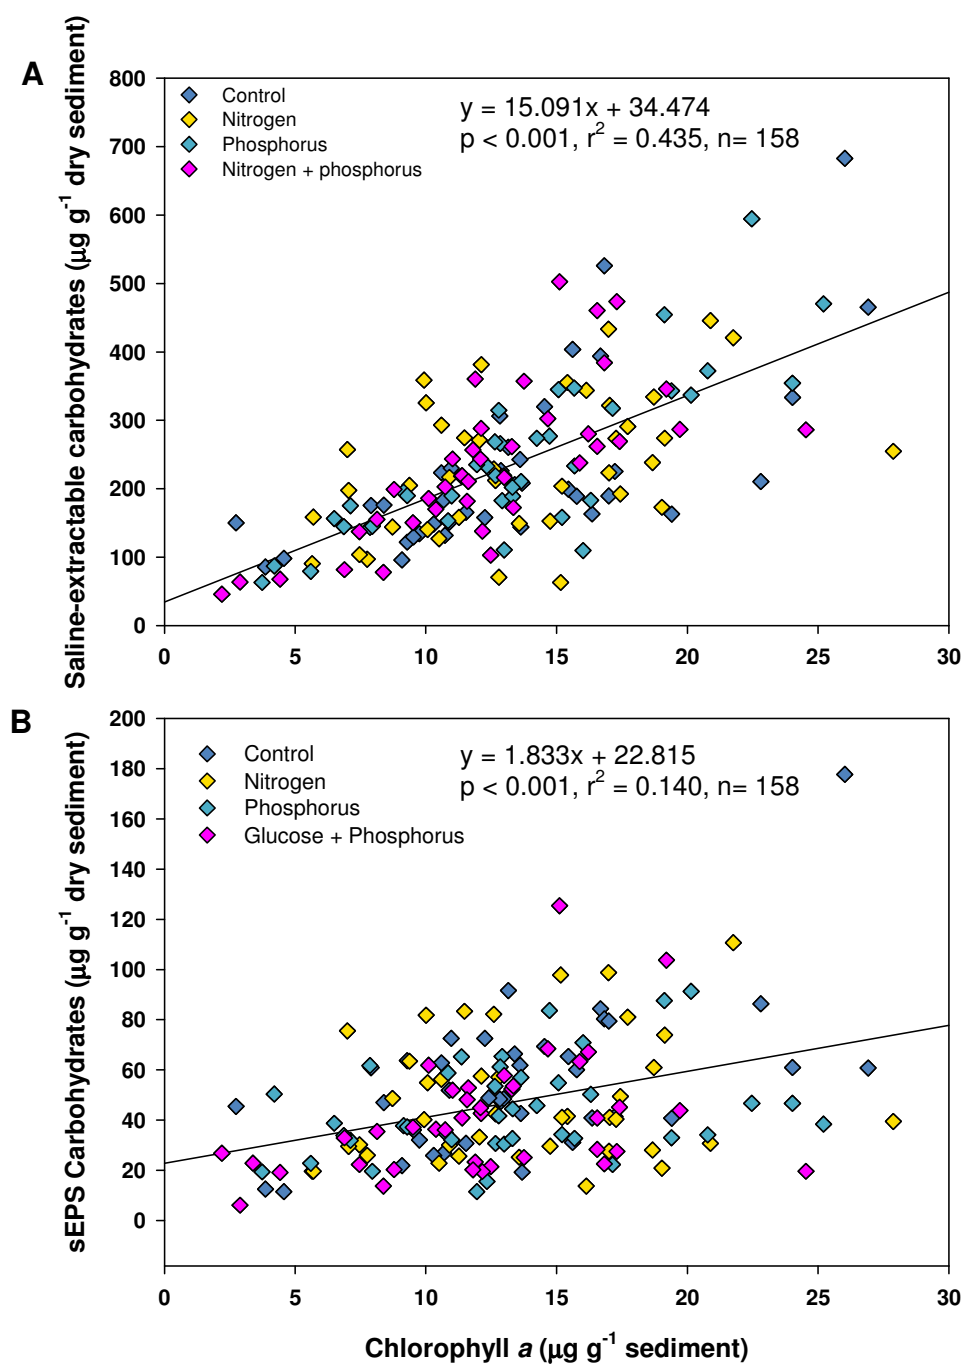 A
Saline-extractable carbohydrates (µg g⁻¹ dry sediment)
800
700
600
500
400
300
200
100
0
Control
Nitrogen
Phosphorus
Nitrogen + phosphorus
y = 15.091x + 34.474
p < 0.001, r² = 0.435, n= 158
0 5 10 15 20 25 30
B
sEPS Carbohydrates (µg g⁻¹ dry sediment)
200
180
160
140
120
100
80
60
40
20
0
Control
Nitrogen
Phosphorus
Glucose + Phosphorus
y = 1.833x + 22.815
p < 0.001, r² = 0.140, n= 158
0 5 10 15 20 25 30
Chlorophyll a (µg g⁻¹ sediment)